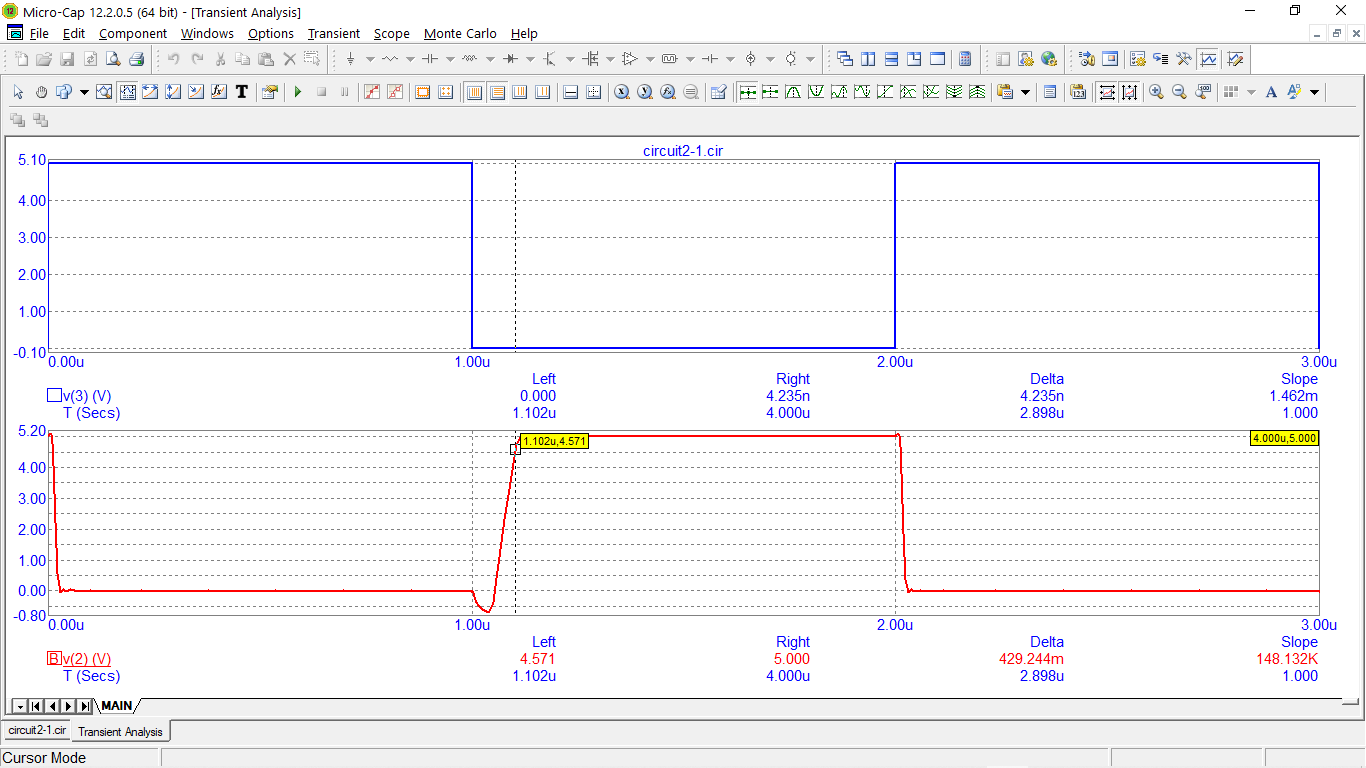 Micro-Cap 12.2.0.5 (64 bit) - [Transient Analysis]
File Edit Component Windows Options Transient Scope Monte Carlo Help
circuit2-1.cir
5.10
4.00
3.00
2.00
1.00
-0.10
0.00u 1.00u 2.00u 3.00u
Left Right Delta Slope
v(3) (V) 0.000 4.235n 4.235n 1.462m
T (Secs) 1.102u 4.000u 2.898u 1.000
5.20
1.102u,4.571 4.000u,5.000
4.00
3.00
2.00
1.00
0.00
-0.80
0.00u 1.00u 2.00u 3.00u
Left Right Delta Slope
B v(2) (V) 4.571 5.000 429.244m 148.132K
T (Secs) 1.102u 4.000u 2.898u 1.000
MAIN
circuit2-1.cir Transient Analysis
Cursor Mode